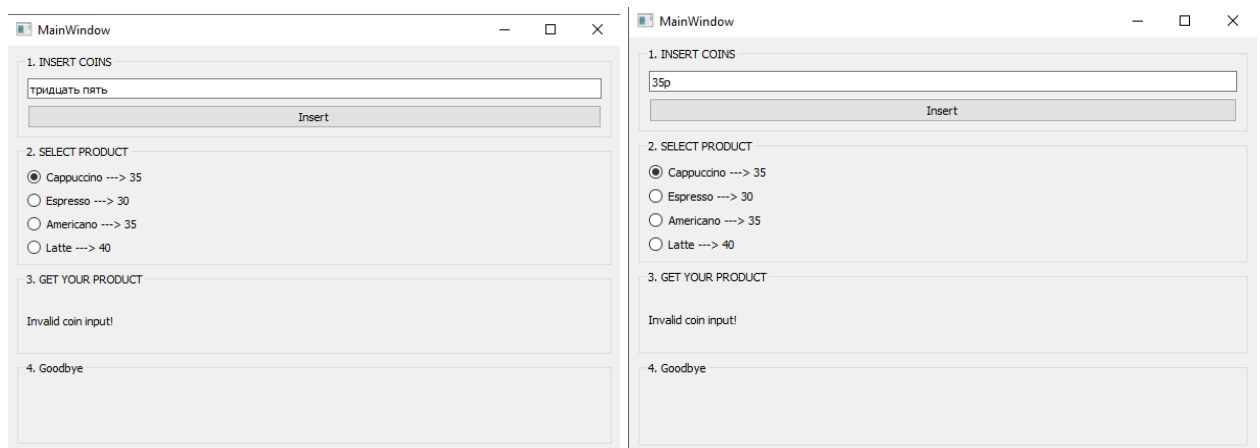 MainWindow
1. INSERT COINS
тридцать пять
Insert
2. SELECT PRODUCT
Cappuccino ---> 35
Espresso ---> 30
Americano ---> 35
Latte ---> 40
3. GET YOUR PRODUCT
Invalid coin input!
4. Goodbye
MainWindow
1. INSERT COINS
35р
Insert
2. SELECT PRODUCT
Cappuccino ---> 35
Espresso ---> 30
Americano ---> 35
Latte ---> 40
3. GET YOUR PRODUCT
Invalid coin input!
4. Goodbye